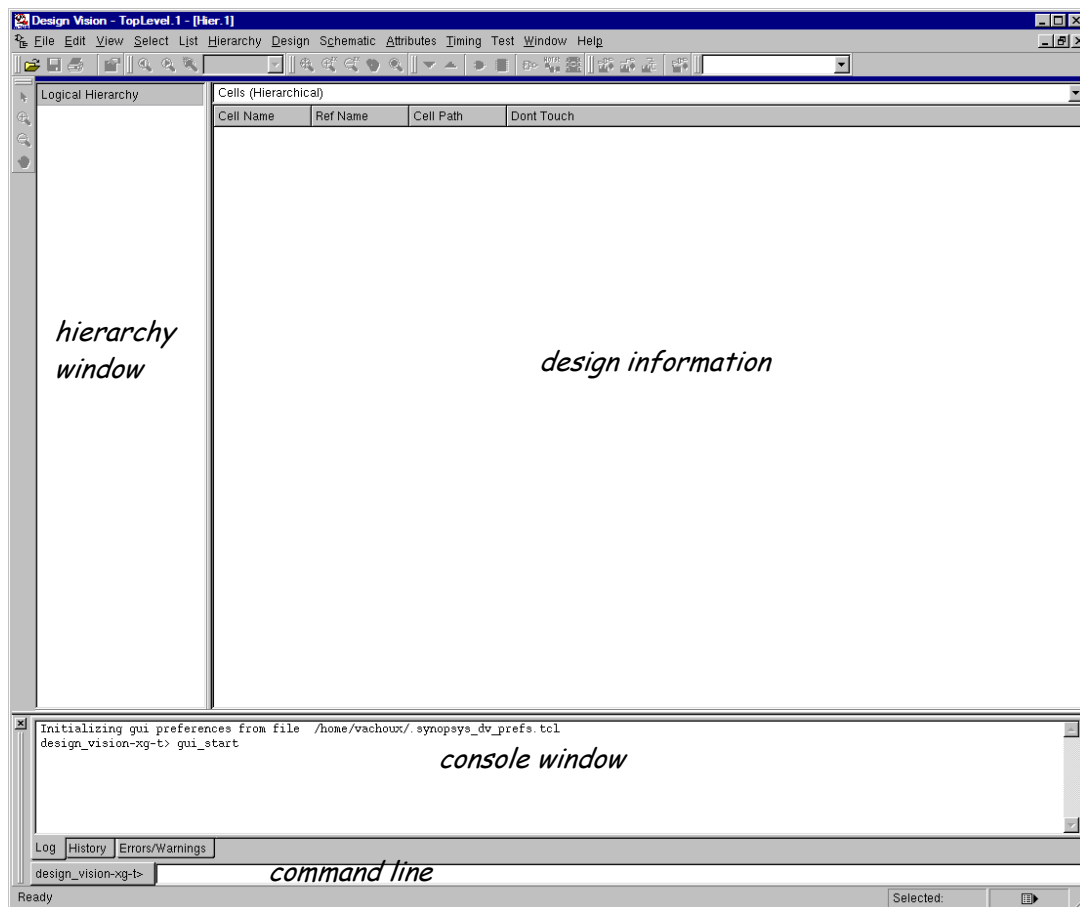 Design Vision - TopLevel.1 - [Hier.1]
File Edit View Select List Hierarchy Design Schematic Attributes Timing Test Window Help
Logical Hierarchy
Cells (Hierarchical)
Cell Name Ref Name Cell Path Dont Touch
hierarchy
window
design information
Initializing gui preferences from file /home/vachoux/.synopsys_dv_prefs.tcl
design_vision-xg-t> gui_start
console window
Log History Errors/Warnings
design_vision-xg-t>
command line
Ready Selected: